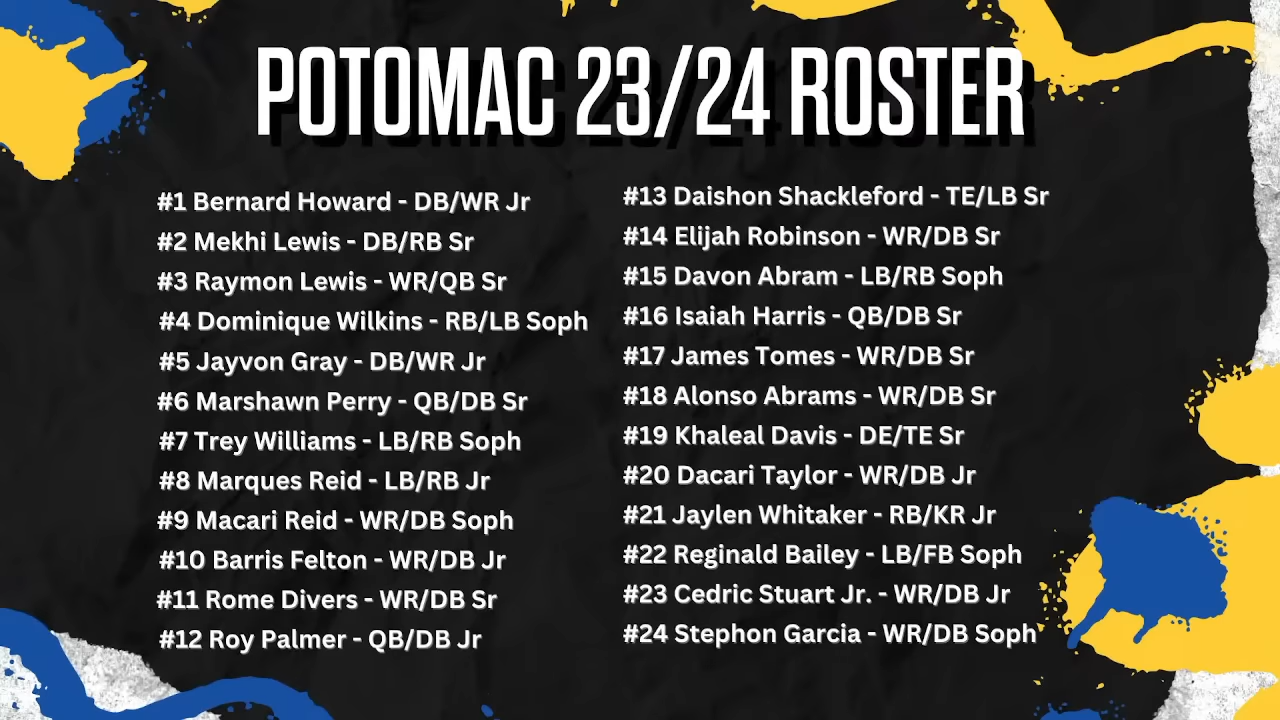 POTOMAC 23/24 ROSTER
#1 Bernard Howard - DB/WR Jr
#2 Mekhi Lewis - DB/RB Sr
#3 Raymon Lewis - WR/QB Sr
#4 Dominique Wilkins - RB/LB Soph
#5 Jayvon Gray - DB/WR Jr
#6 Marshawn Perry - QB/DB Sr
#7 Trey Williams - LB/RB Soph
#8 Marques Reid - LB/RB Jr
#9 Macari Reid - WR/DB Soph
#10 Barris Felton - WR/DB Jr
#11 Rome Divers - WR/DB Sr
#12 Roy Palmer - QB/DB Jr
#13 Daishon Shackleford - TE/LB Sr
#14 Elijah Robinson - WR/DB Sr
#15 Davon Abram - LB/RB Soph
#16 Isaiah Harris - QB/DB Sr
#17 James Tomes - WR/DB Sr
#18 Alonso Abrams - WR/DB Sr
#19 Khaleal Davis - DE/TE Sr
#20 Dacari Taylor - WR/DB Jr
#21 Jaylen Whitaker - RB/KR Jr
#22 Reginald Bailey - LB/FB Soph
#23 Cedric Stuart Jr. - WR/DB Jr
#24 Stephon Garcia - WR/DB Soph